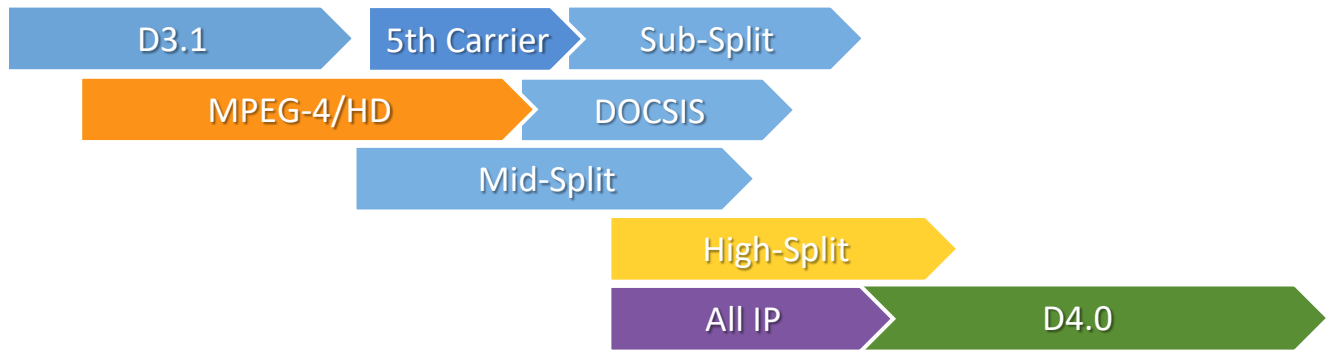 D3.1 5th Carrier Sub-Split
MPEG-4/HD DOCSIS
Mid-Split
High-Split
All IP D4.0